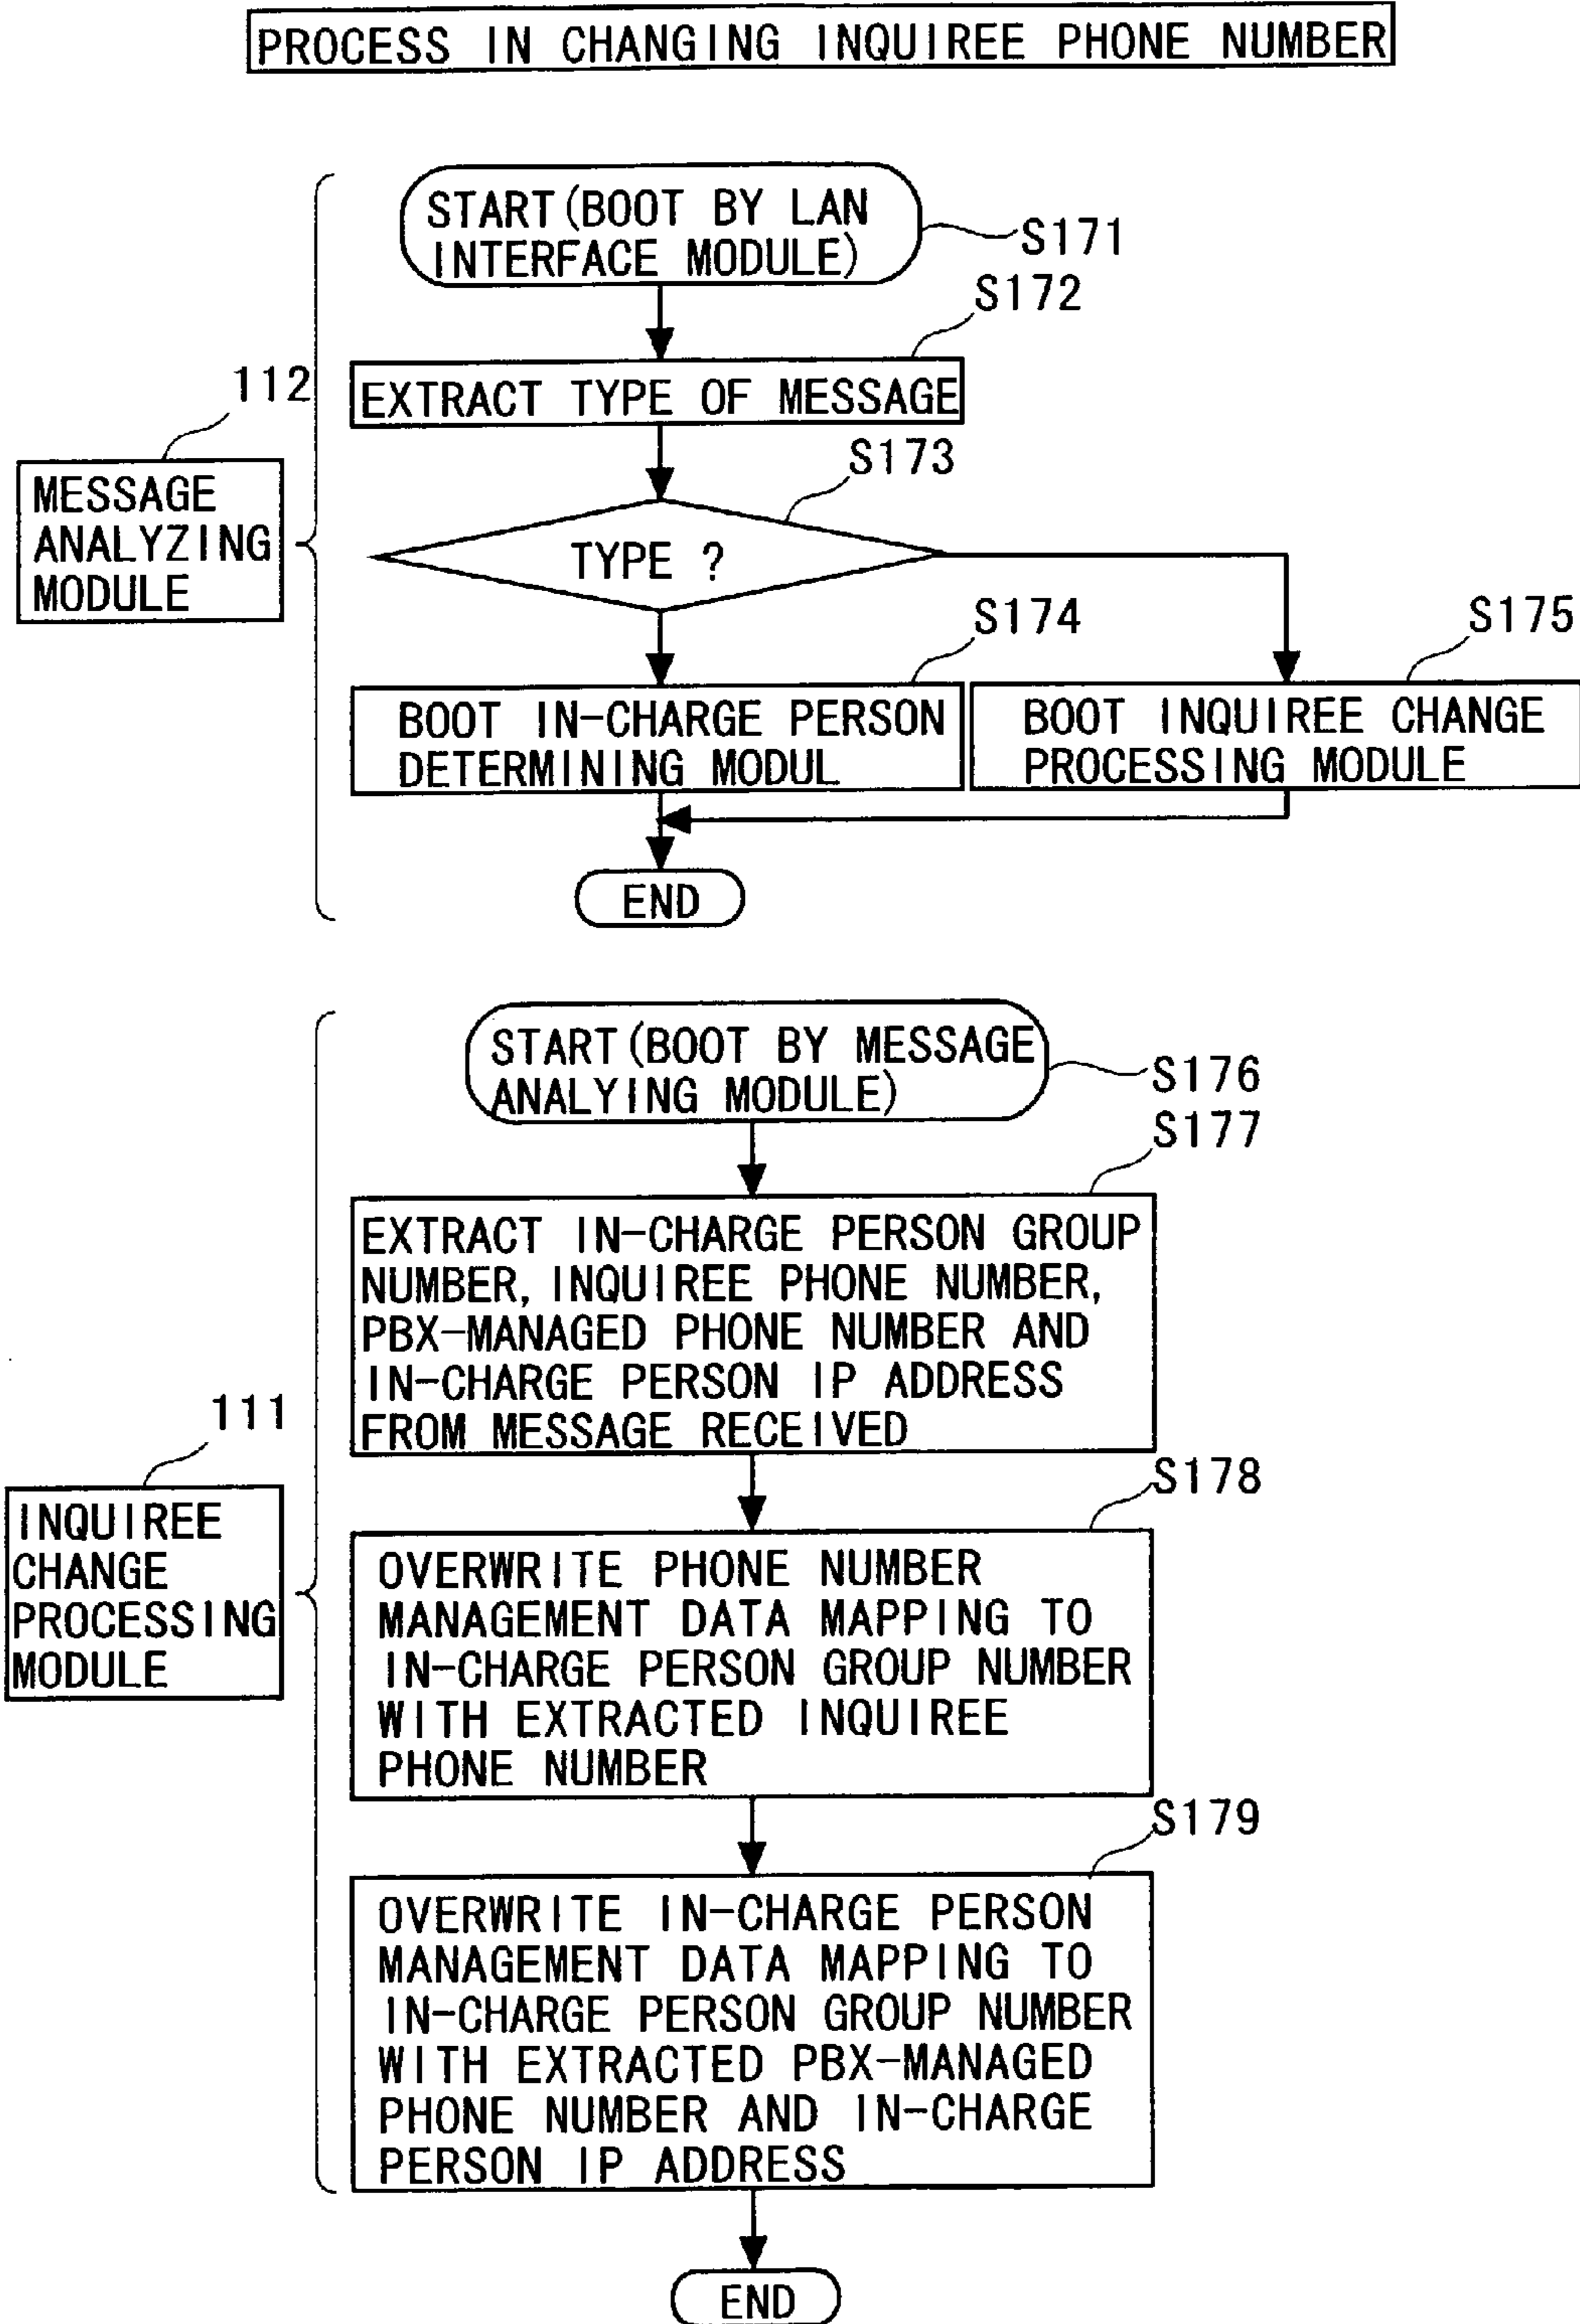 PROCESS IN CHANGING INQUIREE PHONE NUMBER
START(BOOT BY LAN
INTERFACE MODULE)
S171
S172
EXTRACT TYPE OF MESSAGE
112
MESSAGE
ANALYZING
MODULE
S173
TYPE ?
S174
S175
BOOT IN-CHARGE PERSON
DETERMINING MODUL
BOOT INQUIREE CHANGE
PROCESSING MODULE
END
START(BOOT BY MESSAGE
ANALYING MODULE)
S176
S177
EXTRACT IN-CHARGE PERSON GROUP
NUMBER, INQUIREE PHONE NUMBER,
PBX-MANAGED PHONE NUMBER AND
IN-CHARGE PERSON IP ADDRESS
FROM MESSAGE RECEIVED
111
INQUIREE
CHANGE
PROCESSING
MODULE
S178
OVERWRITE PHONE NUMBER
MANAGEMENT DATA MAPPING TO
IN-CHARGE PERSON GROUP NUMBER
WITH EXTRACTED INQUIREE
PHONE NUMBER
S179
OVERWRITE IN-CHARGE PERSON
MANAGEMENT DATA MAPPING TO
IN-CHARGE PERSON GROUP NUMBER
WITH EXTRACTED PBX-MANAGED
PHONE NUMBER AND IN-CHARGE
PERSON IP ADDRESS
END